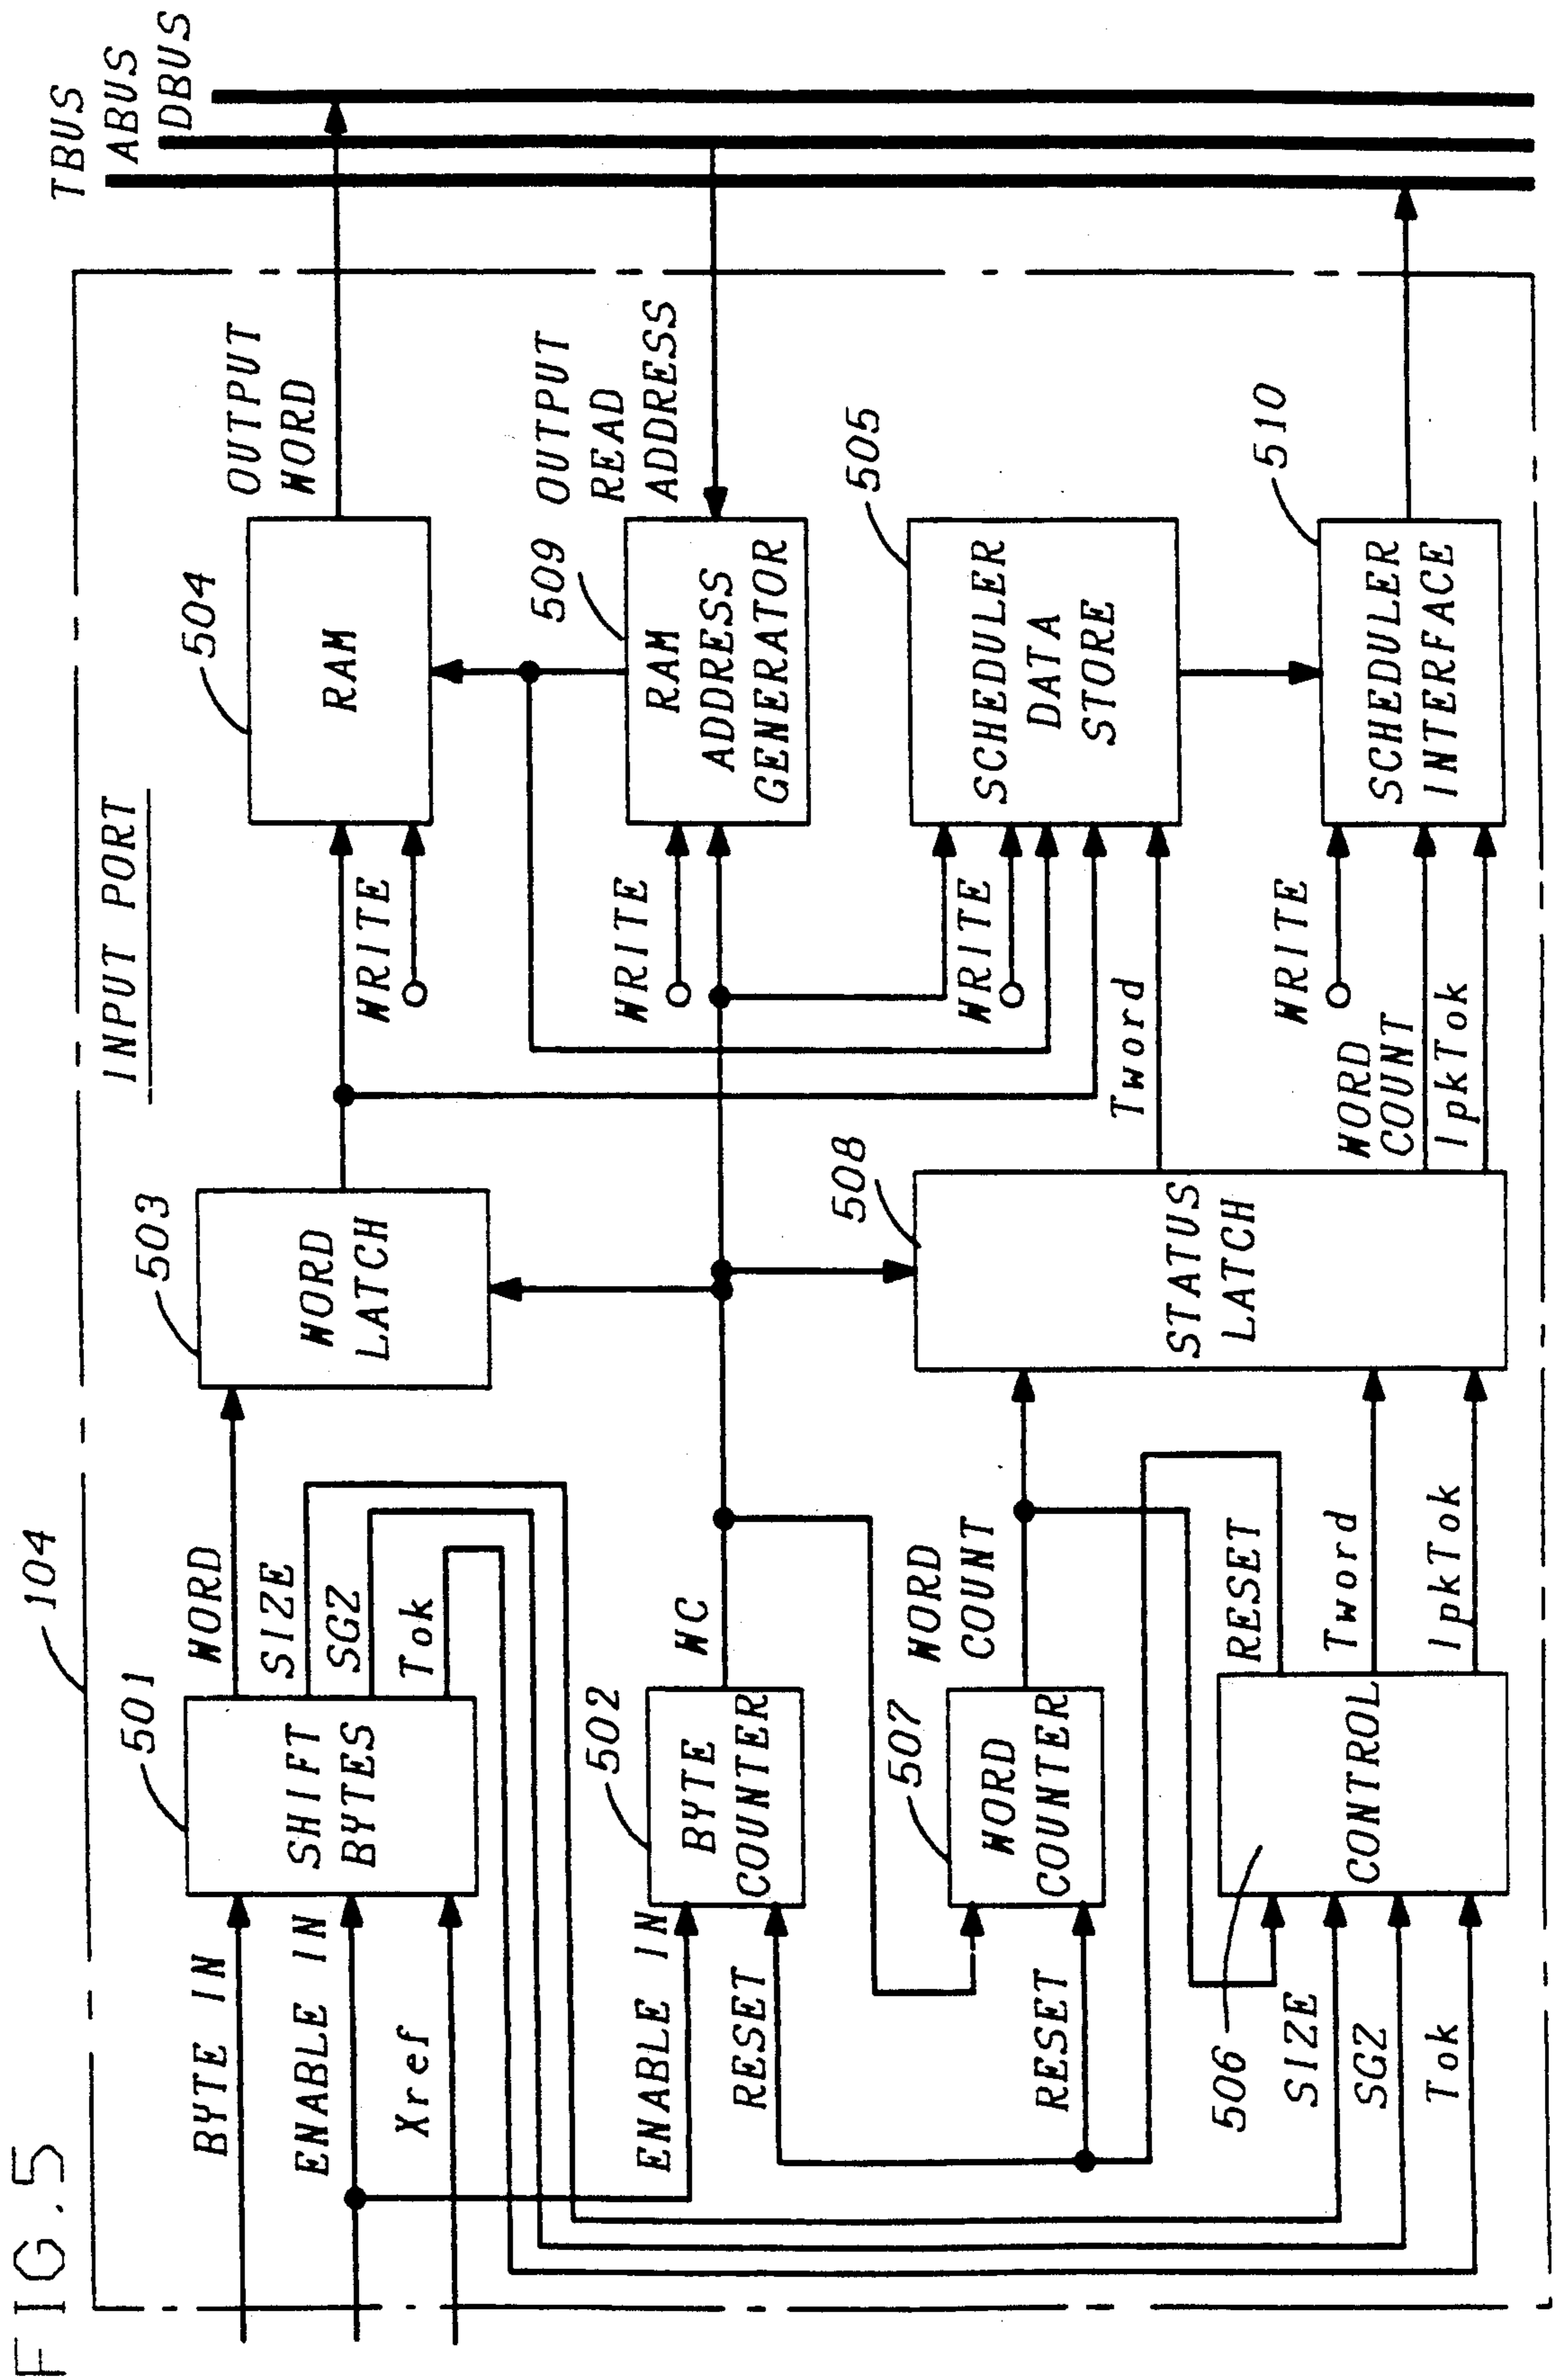 FIG.5
INPUT PORT
104
TBUS
ABUS
DBUS
BYTE IN
ENABLE IN
Xref
501
SHIFT
BYTES
WORD
SIZE
SGZ
Tok
503
WORD
LATCH
WRITE
504
RAM
OUTPUT
WORD
ENABLE IN
RESET
502
BYTE
COUNTER
WC
WRITE
509
RAM
ADDRESS
GENERATOR
OUTPUT
READ
ADDRESS
RESET
507
WORD
COUNTER
WORD
COUNT
508
STATUS
LATCH
WRITE
Tword
505
SCHEDULER
DATA
STORE
506
SIZE
SGZ
Tok
CONTROL
RESET
Tword
IpkTok
WRITE
WORD
COUNT
IpkTok
510
SCHEDULER
INTERFACE